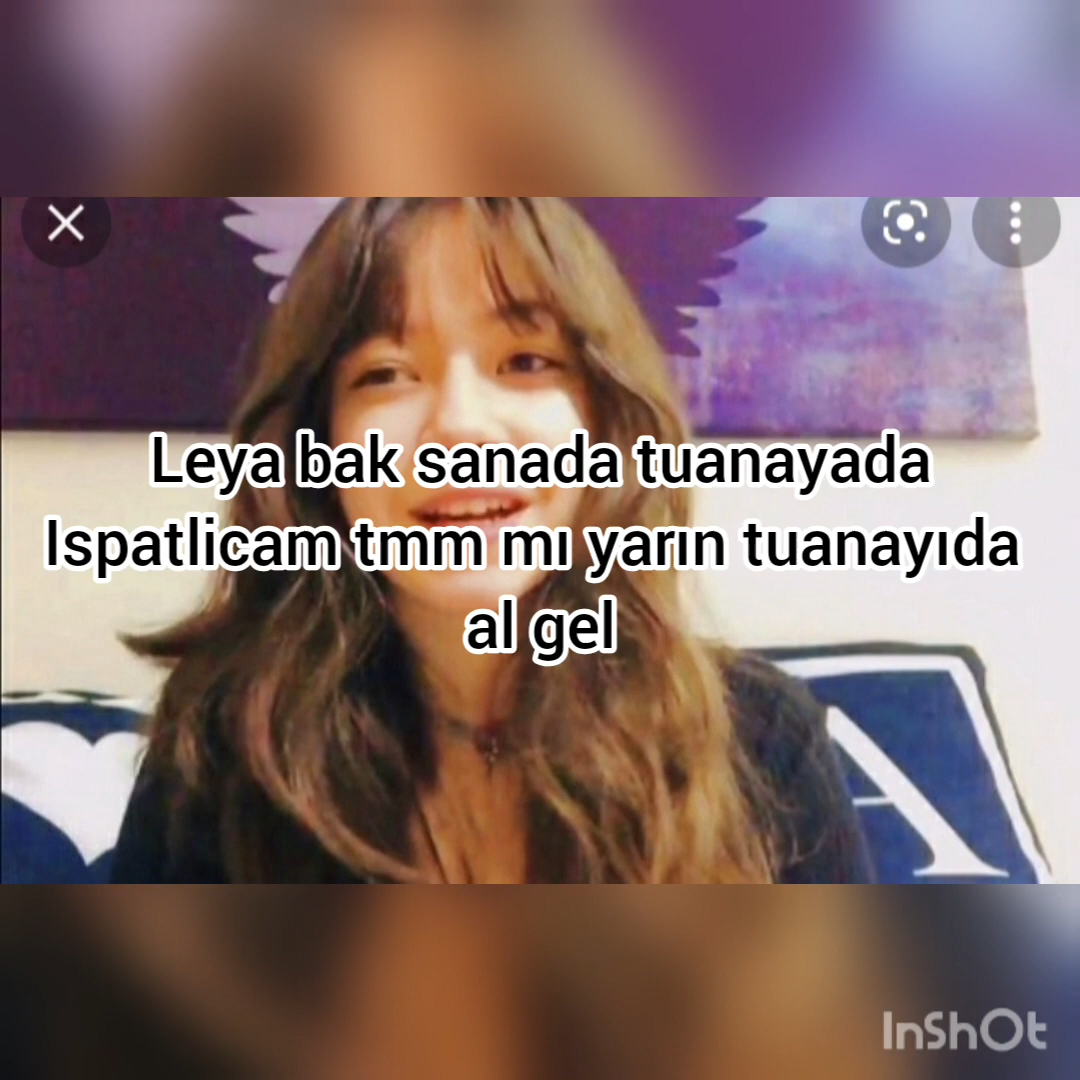 Leya bak sanada tuanayada
Ispatlicam tmm mı yarın tuanayıda
al gel
A
InShOt